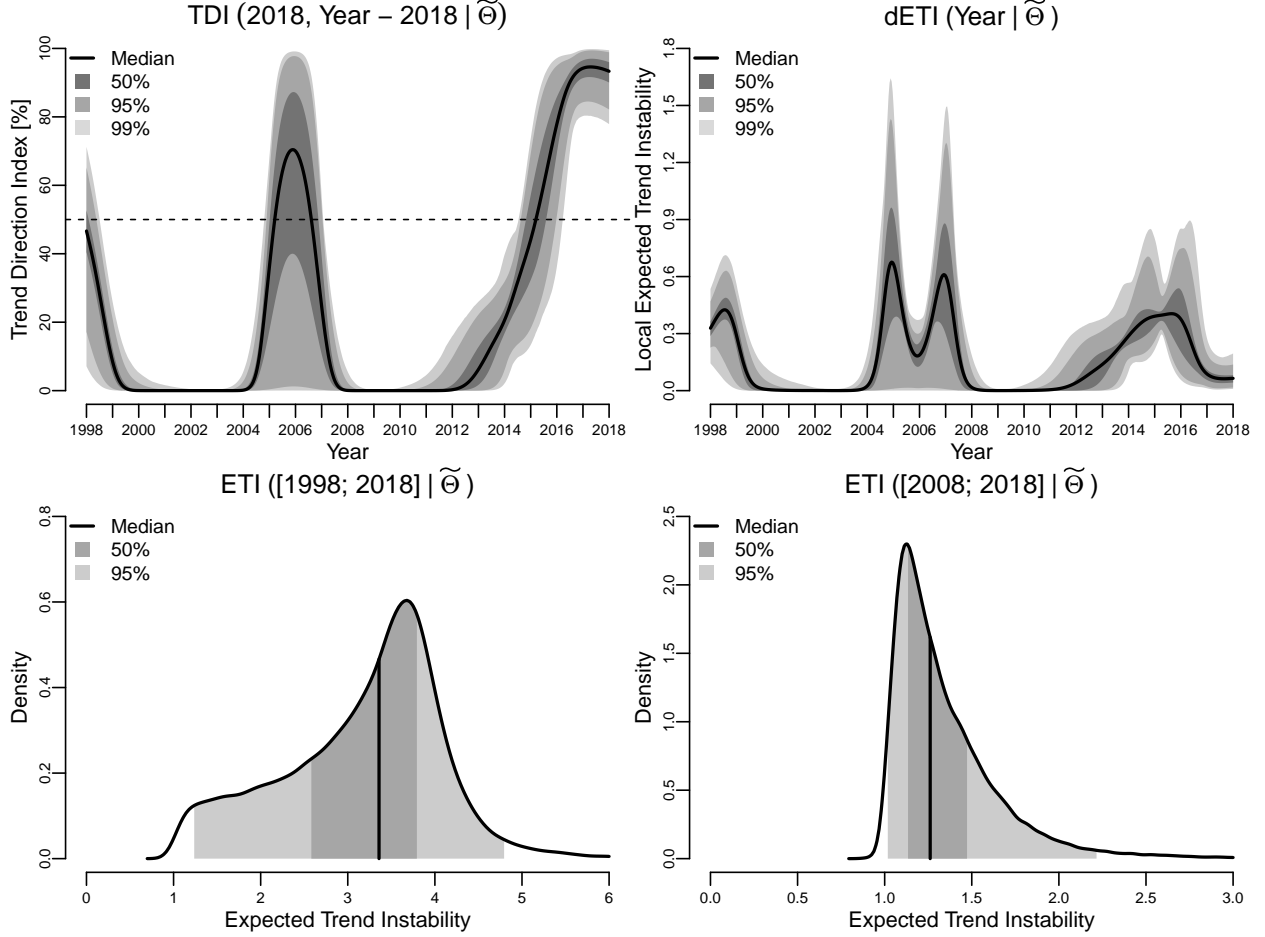 TDI (2018, Year − 2018 | Θ̃)
Trend Direction Index [%]
0 20 40 60 80 100
Median
50%
95%
99%
1998 2000 2002 2004 2006 2008 2010 2012 2014 2016 2018
Year
dETI (Year | Θ̃ )
Local Expected Trend Instability
0.0 0.3 0.6 0.9 1.2 1.5 1.8
Median
50%
95%
99%
1998 2000 2002 2004 2006 2008 2010 2012 2014 2016 2018
Year
ETI ([1998; 2018] | Θ̃ )
Density
0.0 0.2 0.4 0.6 0.8
Median
50%
95%
0 1 2 3 4 5 6
Expected Trend Instability
ETI ([2008; 2018] | Θ̃ )
Density
0.0 0.5 1.0 1.5 2.0 2.5
Median
50%
95%
0.0 0.5 1.0 1.5 2.0 2.5 3.0
Expected Trend Instability